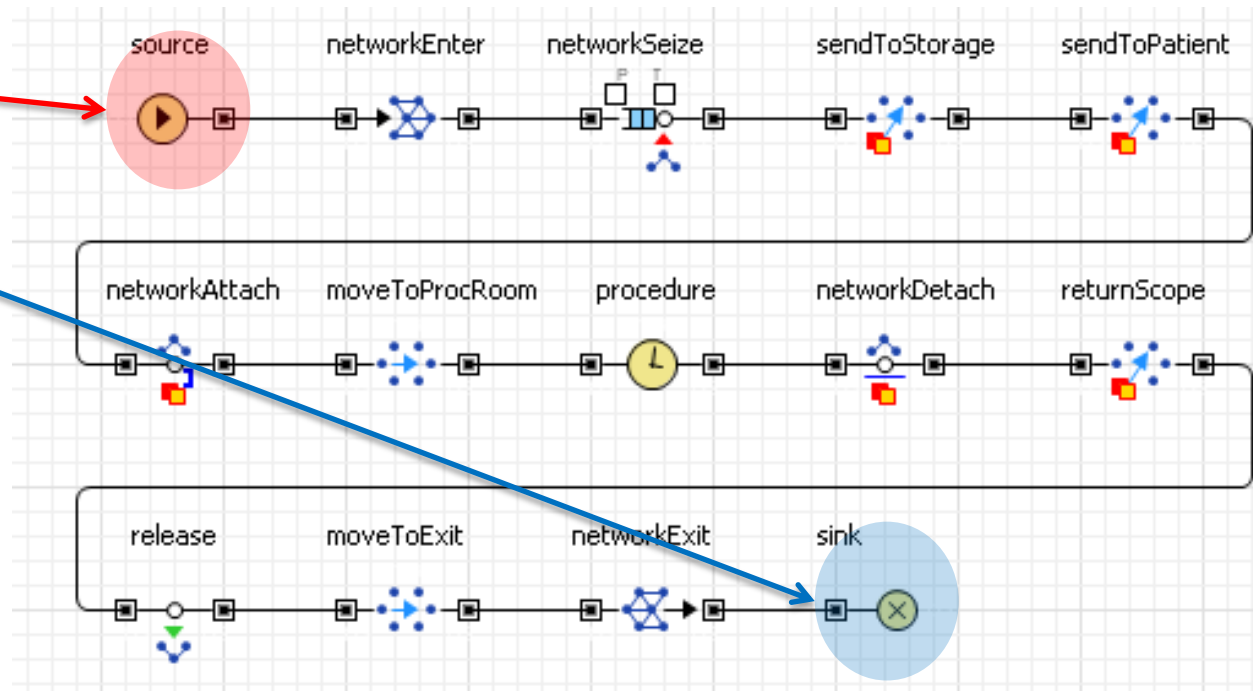 source networkEnter networkSeize sendToStorage sendToPatient
P T
networkAttach moveToProcRoom procedure networkDetach returnScope
release moveToExit networkExit sink